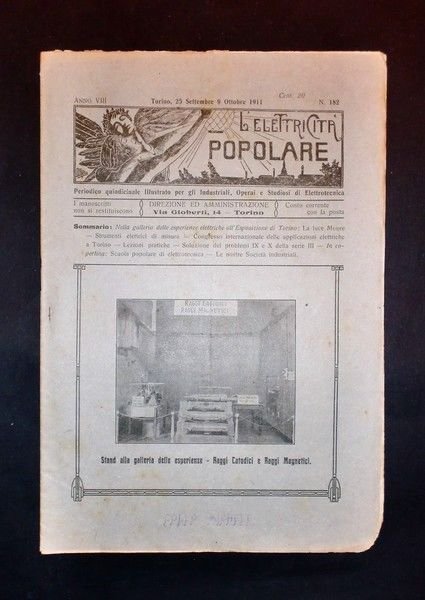 ANNO VIII
Torino, 25 Settembre 9 Ottobre 1911
Cent. 20
N. 182
L'ELETTRICITÀ
POPOLARE
Periodico quindicinale Illustrato per gli Industriali, Operai e Studiosi di Elettrotecnica
I manoscritti
non si restituiscono
DIREZIONE ED AMMINISTRAZIONE
Via Gioberti, 14 - Torino
Conto corrente
con la posta
Sommario: Nella galleria delle esperienze elettriche all'Esposizione di Torino: La luce Moore
— Strumenti elettrici di misura — Congresso internazionale delle applicazioni elettriche
a Torino — Lezioni pratiche — Soluzione dei problemi IX e X della serie III — In co-
pertina: Scuola popolare di elettrotecnica — Le nostre Società industriali.
RAGGI CATODICI
RAGGI MAGNETICI
Stand alla galleria delle esperienze - Raggi Catodici e Raggi Magnetici.